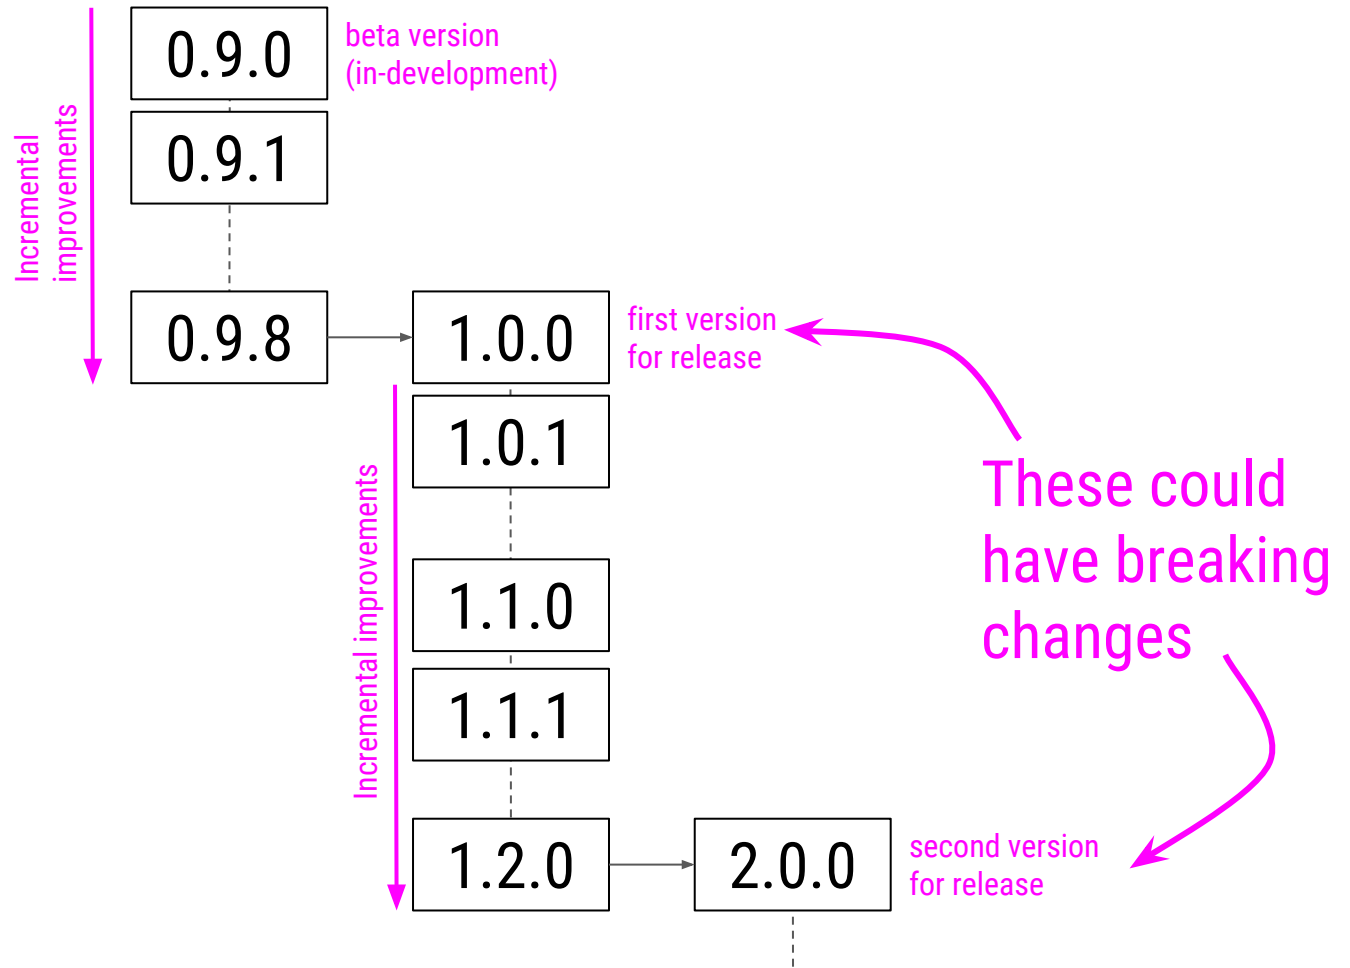 0.9.0
beta version
(in-development)
0.9.1
Incremental
improvements
0.9.8
1.0.0
first version
for release
1.0.1
These could
have breaking
changes
Incremental improvements
1.1.0
1.1.1
1.2.0
2.0.0
second version
for release